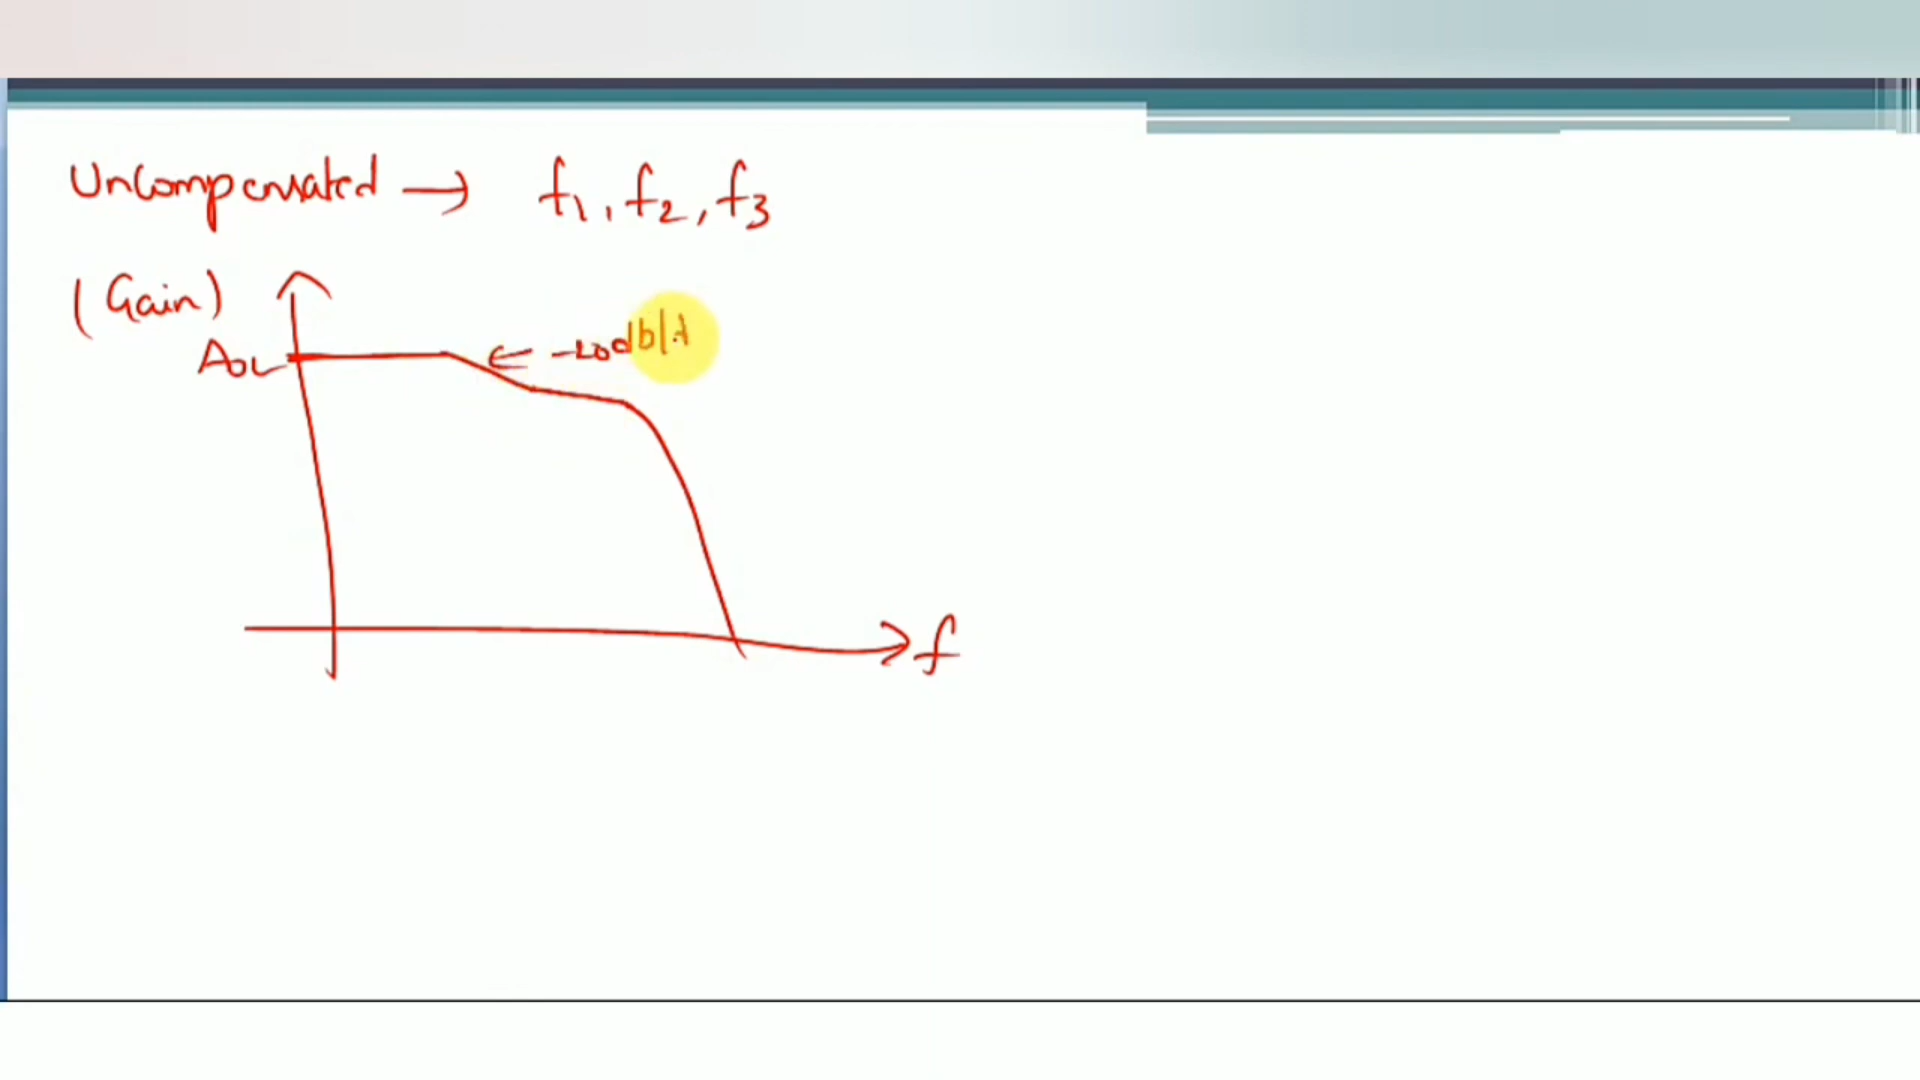 Uncompensated → f1, f2, f3
(Gain)
AOL
← -20db/d
f